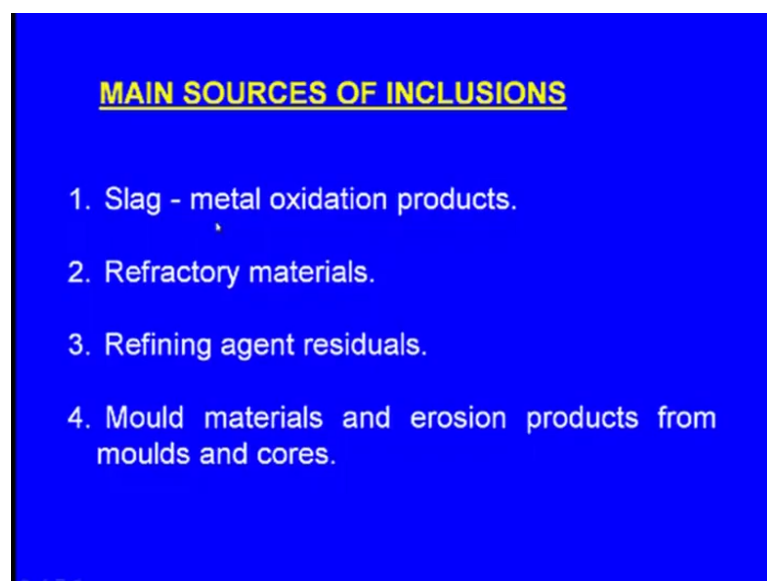 MAIN SOURCES OF INCLUSIONS
1. Slag - metal oxidation products.
2. Refractory materials.
3. Refining agent residuals.
4. Mould materials and erosion products from
moulds and cores.